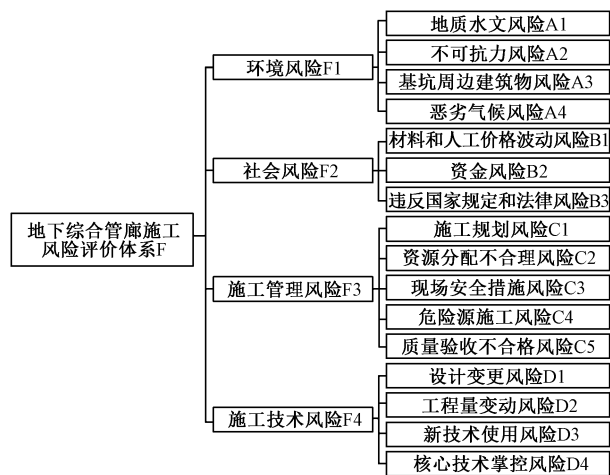 地下综合管廊施工
风险评价体系F
环境风险F1
地质水文风险A1
不可抗力风险A2
基坑周边建筑物风险A3
恶劣气候风险A4
社会风险F2
材料和人工价格波动风险B1
资金风险B2
违反国家规定和法律风险B3
施工管理风险F3
施工规划风险C1
资源分配不合理风险C2
现场安全措施风险C3
危险源施工风险C4
质量验收不合格风险C5
施工技术风险F4
设计变更风险D1
工程量变动风险D2
新技术使用风险D3
核心技术掌控风险D4